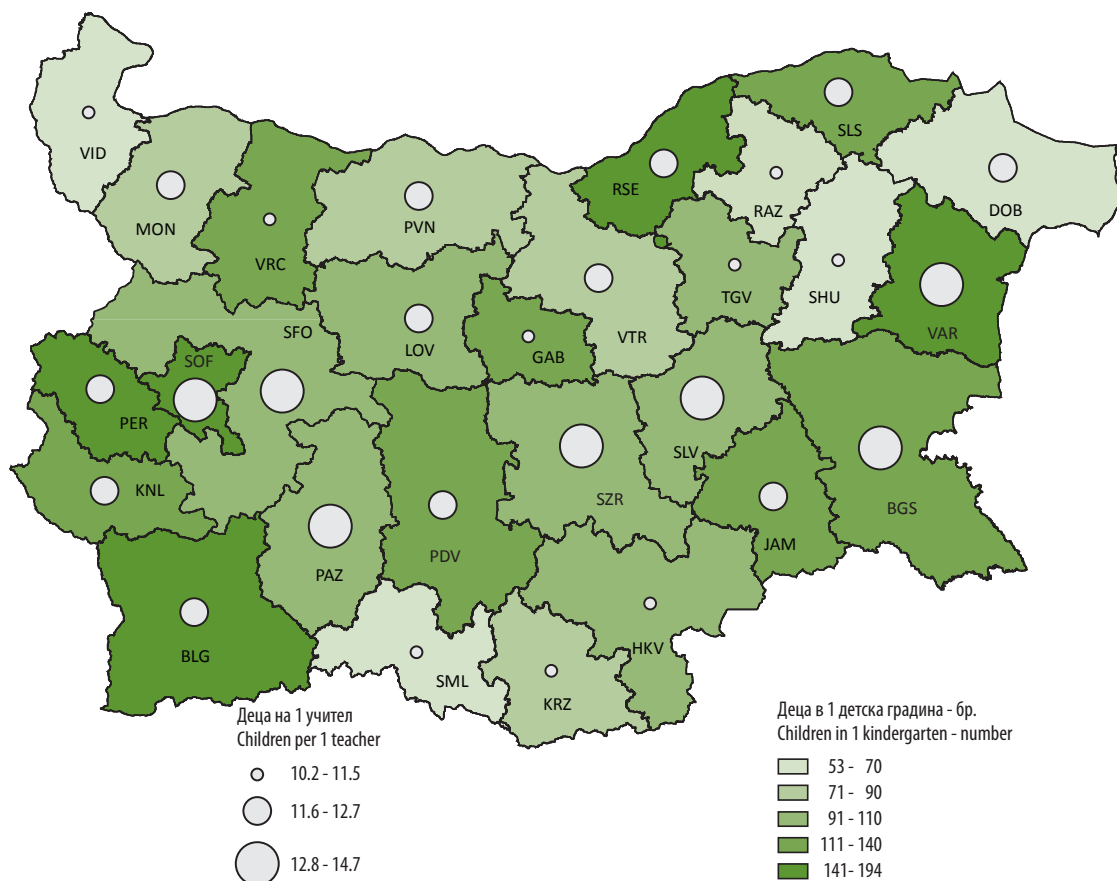 SLS
VID
RSE
RAZ
DOB
MON
PVN
VRC
TGV
SHU
SFO
LOV
GAB
VTR
VAR
SOF
PER
SLV
KNL
SZR
BGS
PAZ
PDV
JAM
BLG
SML
HKV
KRZ
Деца на 1 учител
Children per 1 teacher
10.2 - 11.5
11.6 - 12.7
12.8 - 14.7
Деца в 1 детска градина - бр.
Children in 1 kindergarten - number
53 - 70
71 - 90
91 - 110
111 - 140
141 - 194